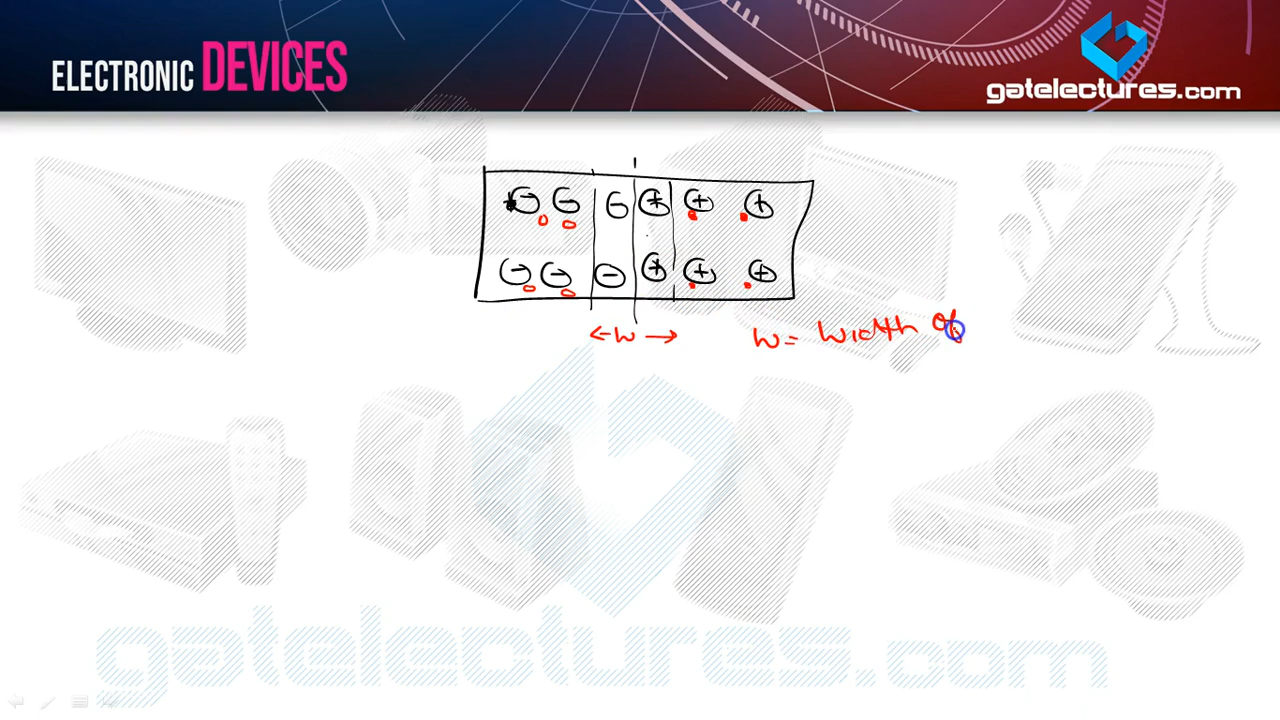 ELECTRONIC DEVICES
gatelectures.com
- - - + + +
- - - + + +
← w →
w = width of
gatelectures.com